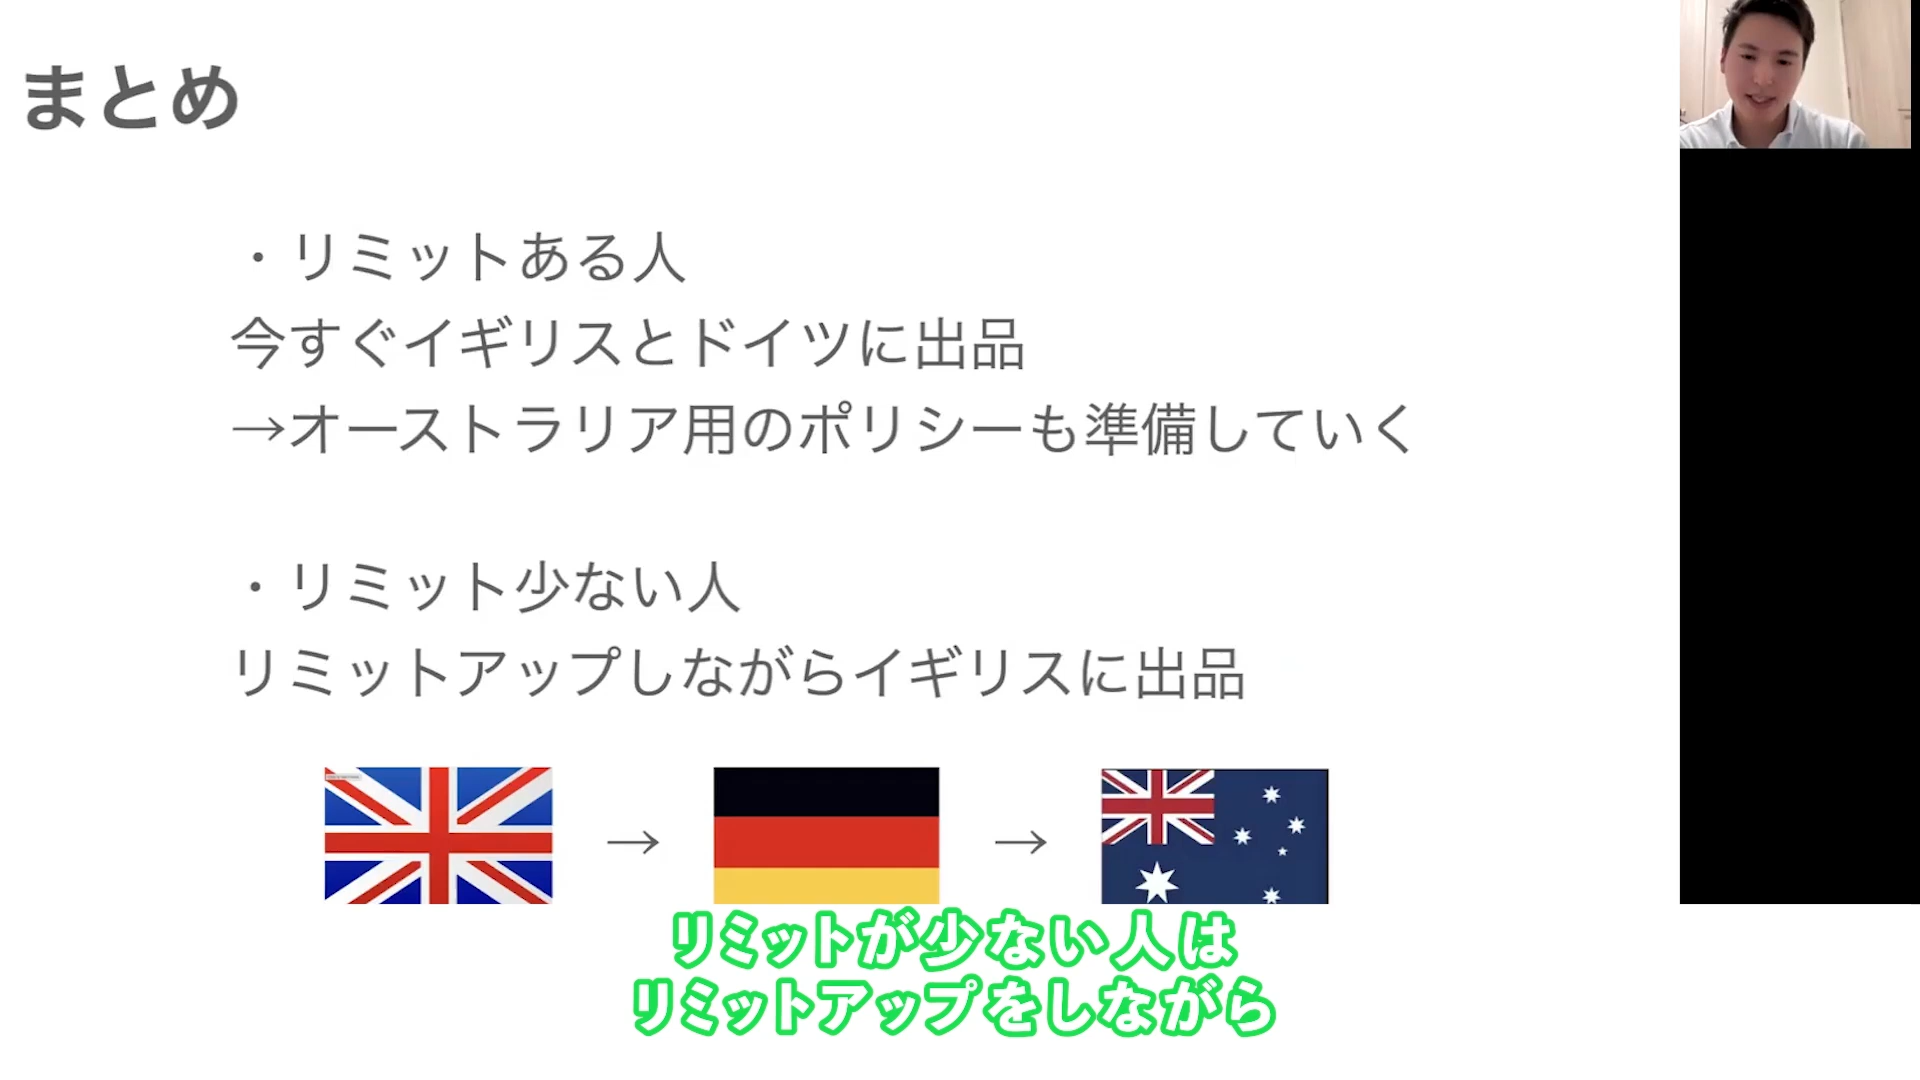 まとめ
・リミットある人
今すぐイギリスとドイツに出品
→オーストラリア用のポリシーも準備していく
・リミット少ない人
リミットアップしながらイギリスに出品
→ →
リミットが少ない人は
リミットアップをしながら